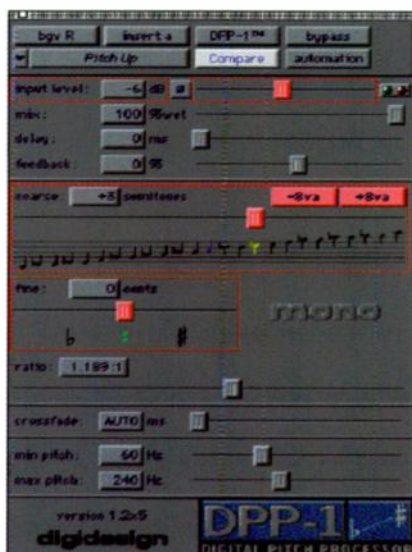 bgv R insert a DPP-1™ bypass
Pitch Up Compare automation
input level: -6 dB ø
mix: 100 %wet
delay: 0 ms
feedback: 0 %
coarse: +3 semitones -8va +8va
fine: 0 cents
mono
ratio: 1.189:1
crossfade: AUTO ms
min pitch: 60 Hz
max pitch: 240 Hz
version 1.2x5
digidesign
DPP-1
DIGITAL PITCH PROCESSOR